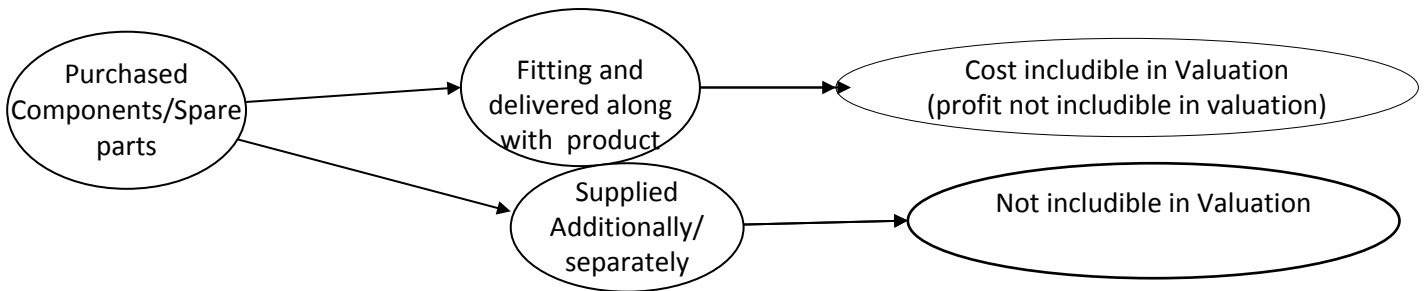 Purchased
Components/Spare
parts
Fitting and
delivered along
with product
Cost includible in Valuation
(profit not includible in valuation)
Supplied
Additionally/
separately
Not includible in Valuation